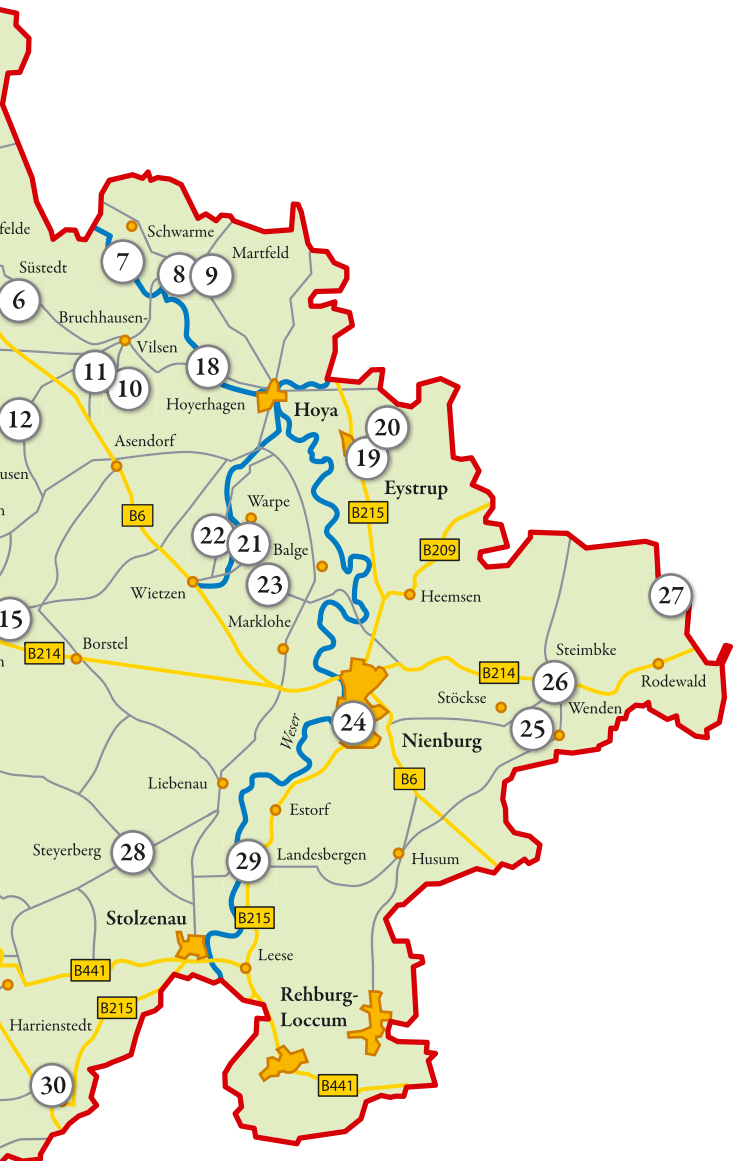 Schwarme
felde
7
Martfeld
8
9
Süstedt
6
Bruchhausen-
Vilsen
18
11
10
Hoyerhagen
Hoya
12
20
Asendorf
19
usen
Eystrup
Warpe
n
B6
B215
22
21
B209
Balge
23
Wietzen
Heemsen
27
15
Marklohe
Borstel
B214
Steimbke
n
B214
26
Rodewald
Stöckse
Wenden
24
25
Weser
Nienburg
Liebenau
B6
Estorf
Steyerberg
28
29
Landesbergen
Husum
Stolzenau
B215
Leese
B441
Rehburg-
Loccum
B215
Harrienstedt
30
B441